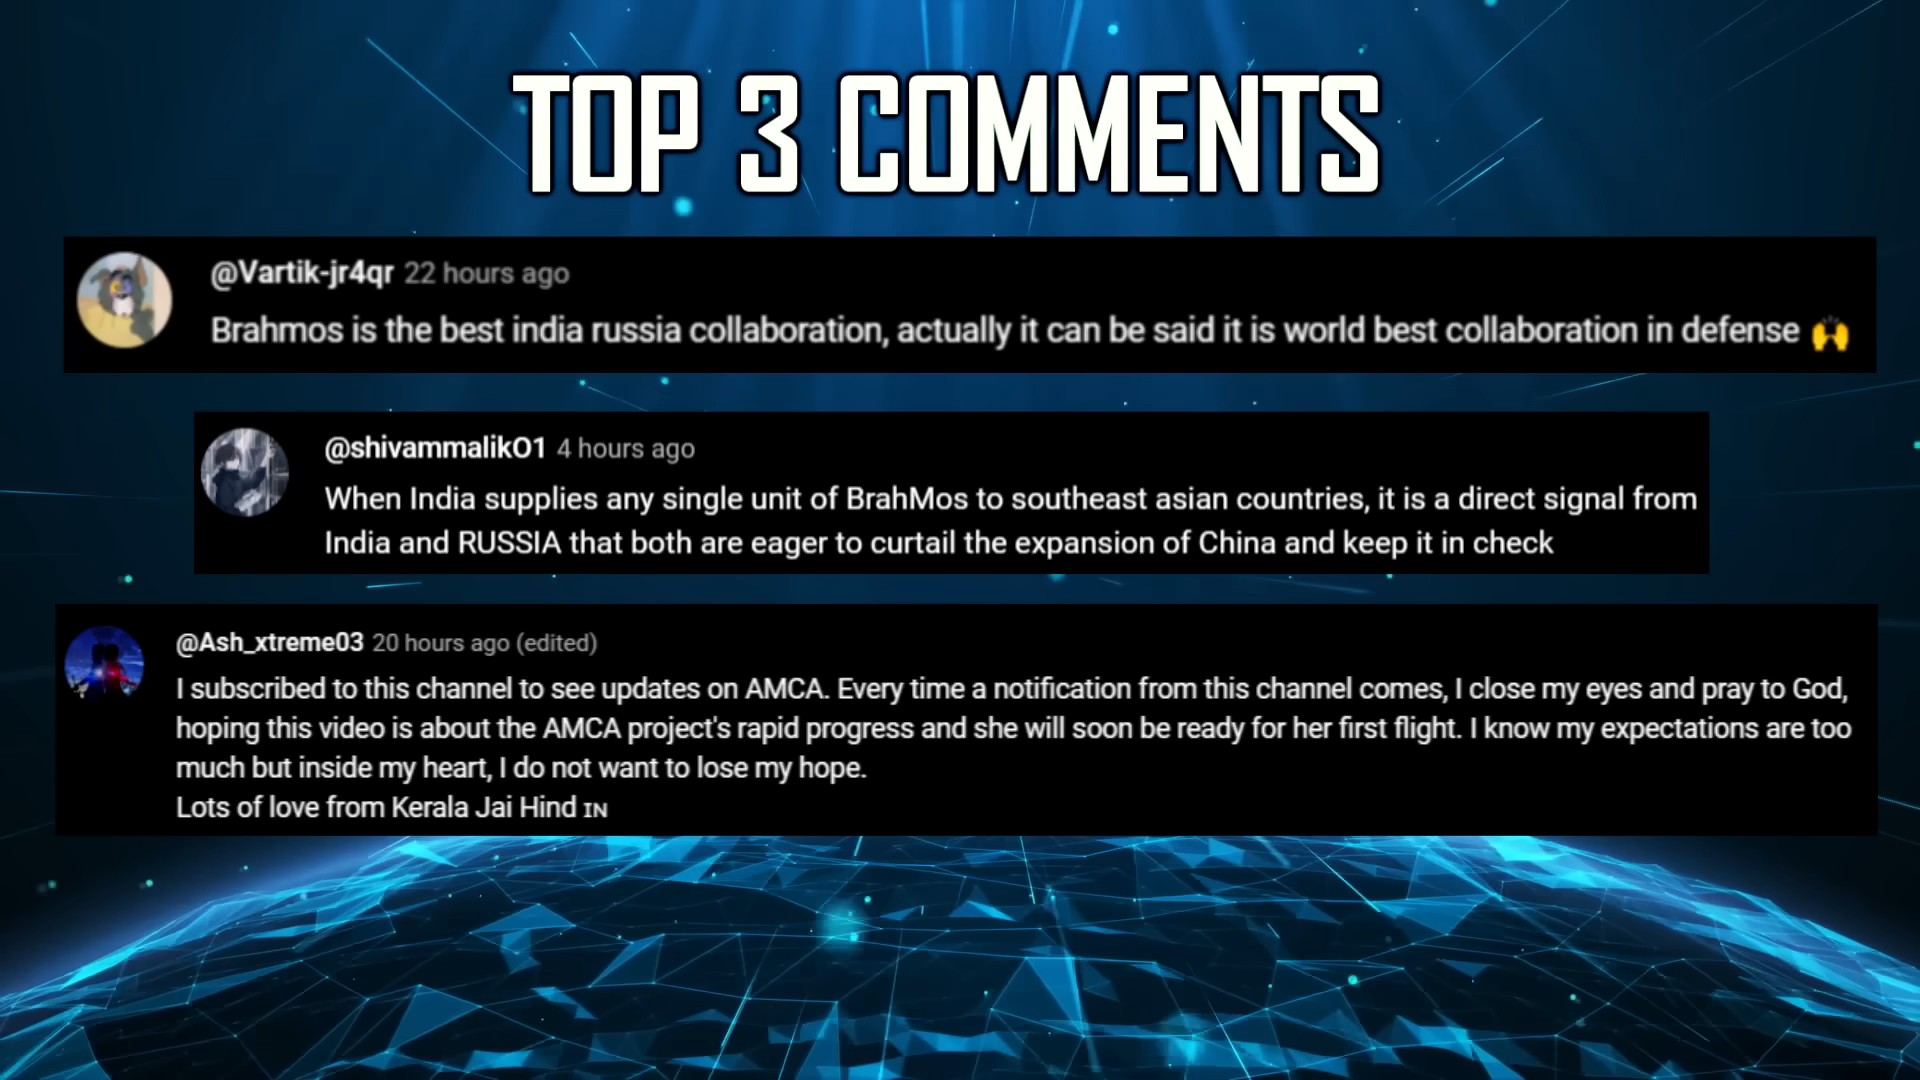 TOP 3 COMMENTS
@Vartik-jr4qr 22 hours ago
Brahmos is the best india russia collaboration, actually it can be said it is world best collaboration in defense 🙌
@shivammalik01 4 hours ago
When India supplies any single unit of BrahMos to southeast asian countries, it is a direct signal from
India and RUSSIA that both are eager to curtail the expansion of China and keep it in check
@Ash_xtreme03 20 hours ago (edited)
I subscribed to this channel to see updates on AMCA. Every time a notification from this channel comes, I close my eyes and pray to God,
hoping this video is about the AMCA project's rapid progress and she will soon be ready for her first flight. I know my expectations are too
much but inside my heart, I do not want to lose my hope.
Lots of love from Kerala Jai Hind IN